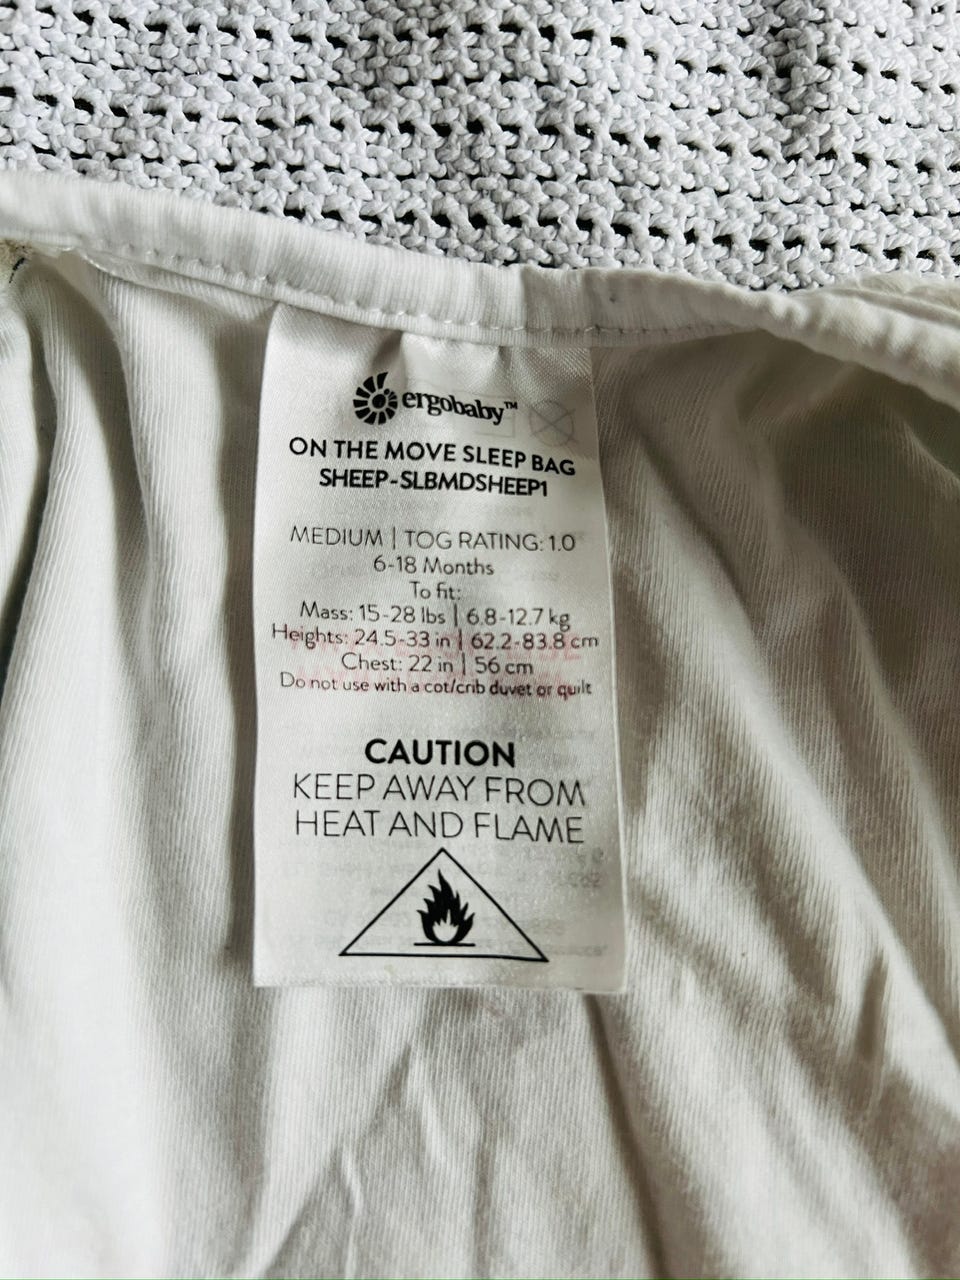 ergobaby™
ON THE MOVE SLEEP BAG
SHEEP-SLBMDSHEEP1
MEDIUM | TOG RATING: 1.0
6-18 Months
To fit:
Mass: 15-28 lbs | 6.8-12.7 kg
Heights: 24.5-33 in | 62.2-83.8 cm
Chest: 22 in | 56 cm
Do not use with a cot/crib duvet or quilt
CAUTION
KEEP AWAY FROM
HEAT AND FLAME